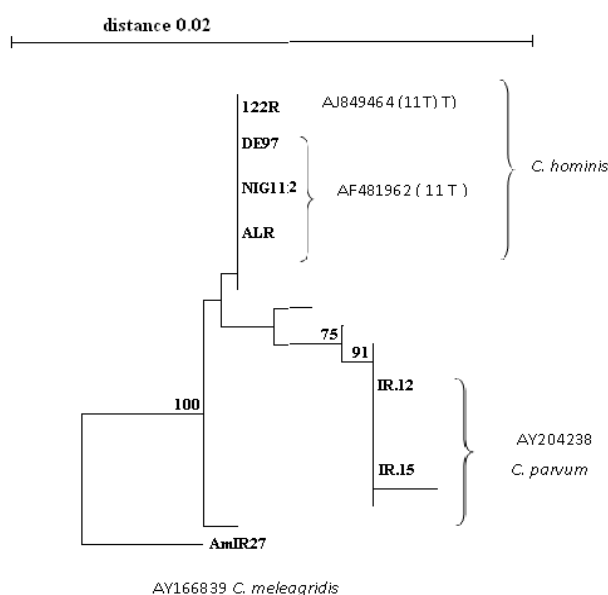 distance 0.02
122R AJ849464 (11T) T)
DE97
C. hominis
NIG11:2 AF481962 ( 11 T )
ALR
75
91
IR.12
100
AY204238
IR.15 C. parvum
AmIR27
AY166839 C. meleagridis